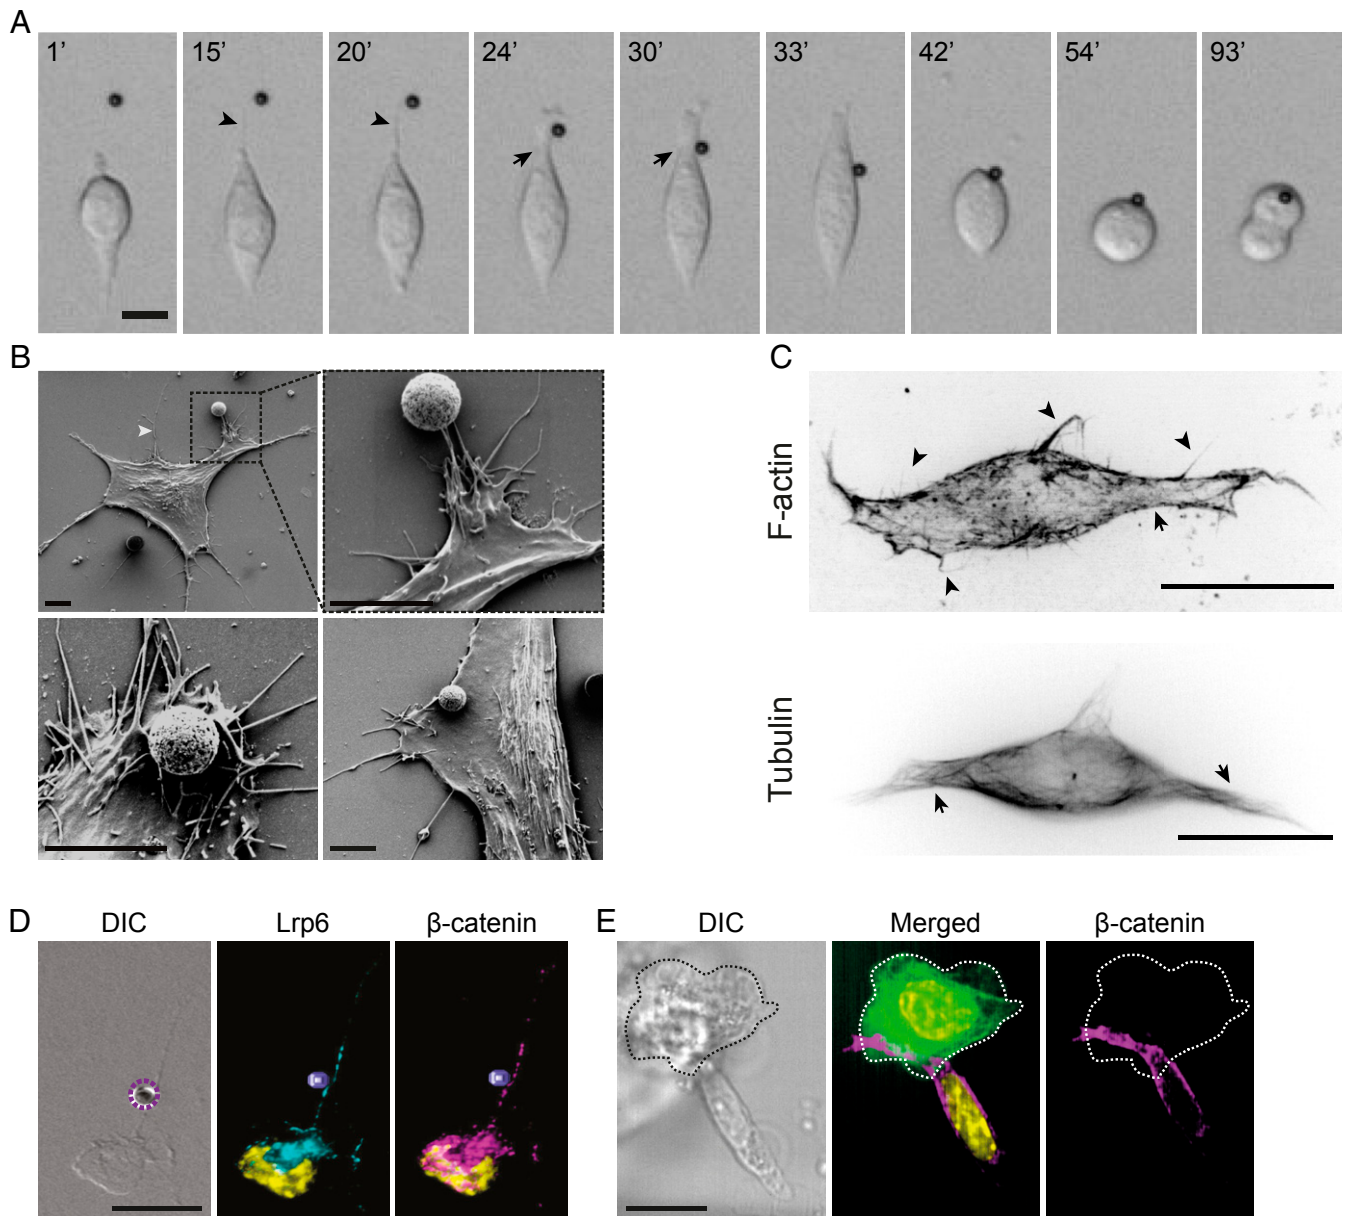 A
1’ 15’ 20’ 24’ 30’ 33’ 42’ 54’ 93’
B
C
F-actin
Tubulin
D DIC Lrp6 β-catenin
E DIC Merged β-catenin